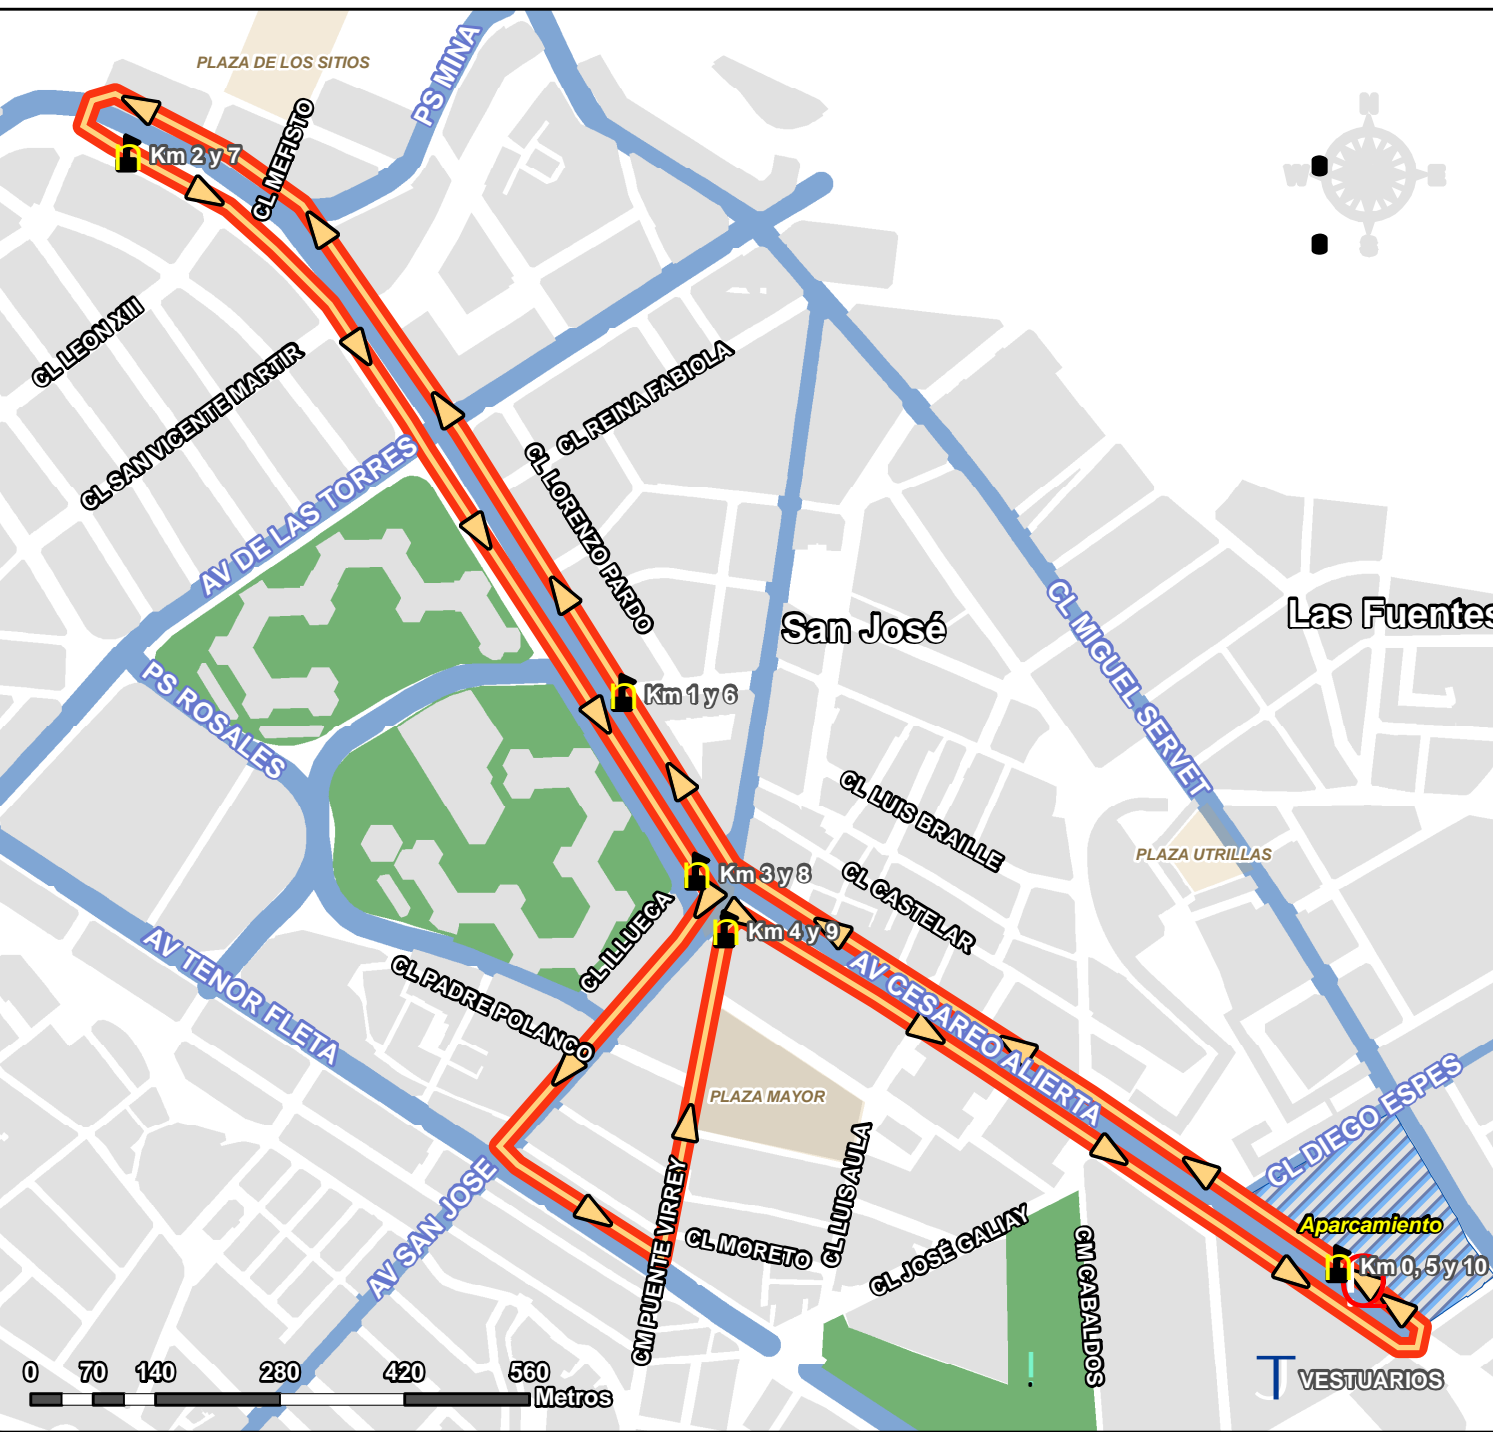 PLAZA DE LOS SITIOS
PS MINA
CL MEFISTO
Km 2 y 7
N
W
E
S
CL LEON XIII
CL SAN VICENTE MARTIR
CL REINA FABIOLA
AV DE LAS TORRES
CL LORENZO PARDO
San José
CL MIGUEL SERVET
Las Fuentes
PS ROSALES
Km 1 y 6
CL LUIS BRAILLE
PLAZA UTRILLAS
Km 3 y 8
CL CASTELAR
Km 4 y 9
CL ILLUECA
AV TENOR FLETA
CL PADRE POLANCO
AV CESAREO ALIERTA
PLAZA MAYOR
CL DIEGO ESPES
CL LUIS AULA
AV SAN JOSE
CM PUENTE VIRREY
CL MORETO
CL JOSÉ GALIAY
CM CABALDOS
Aparcamiento
Km 0, 5 y 10
VESTUARIOS
0 70 140 280 420 560
Metros